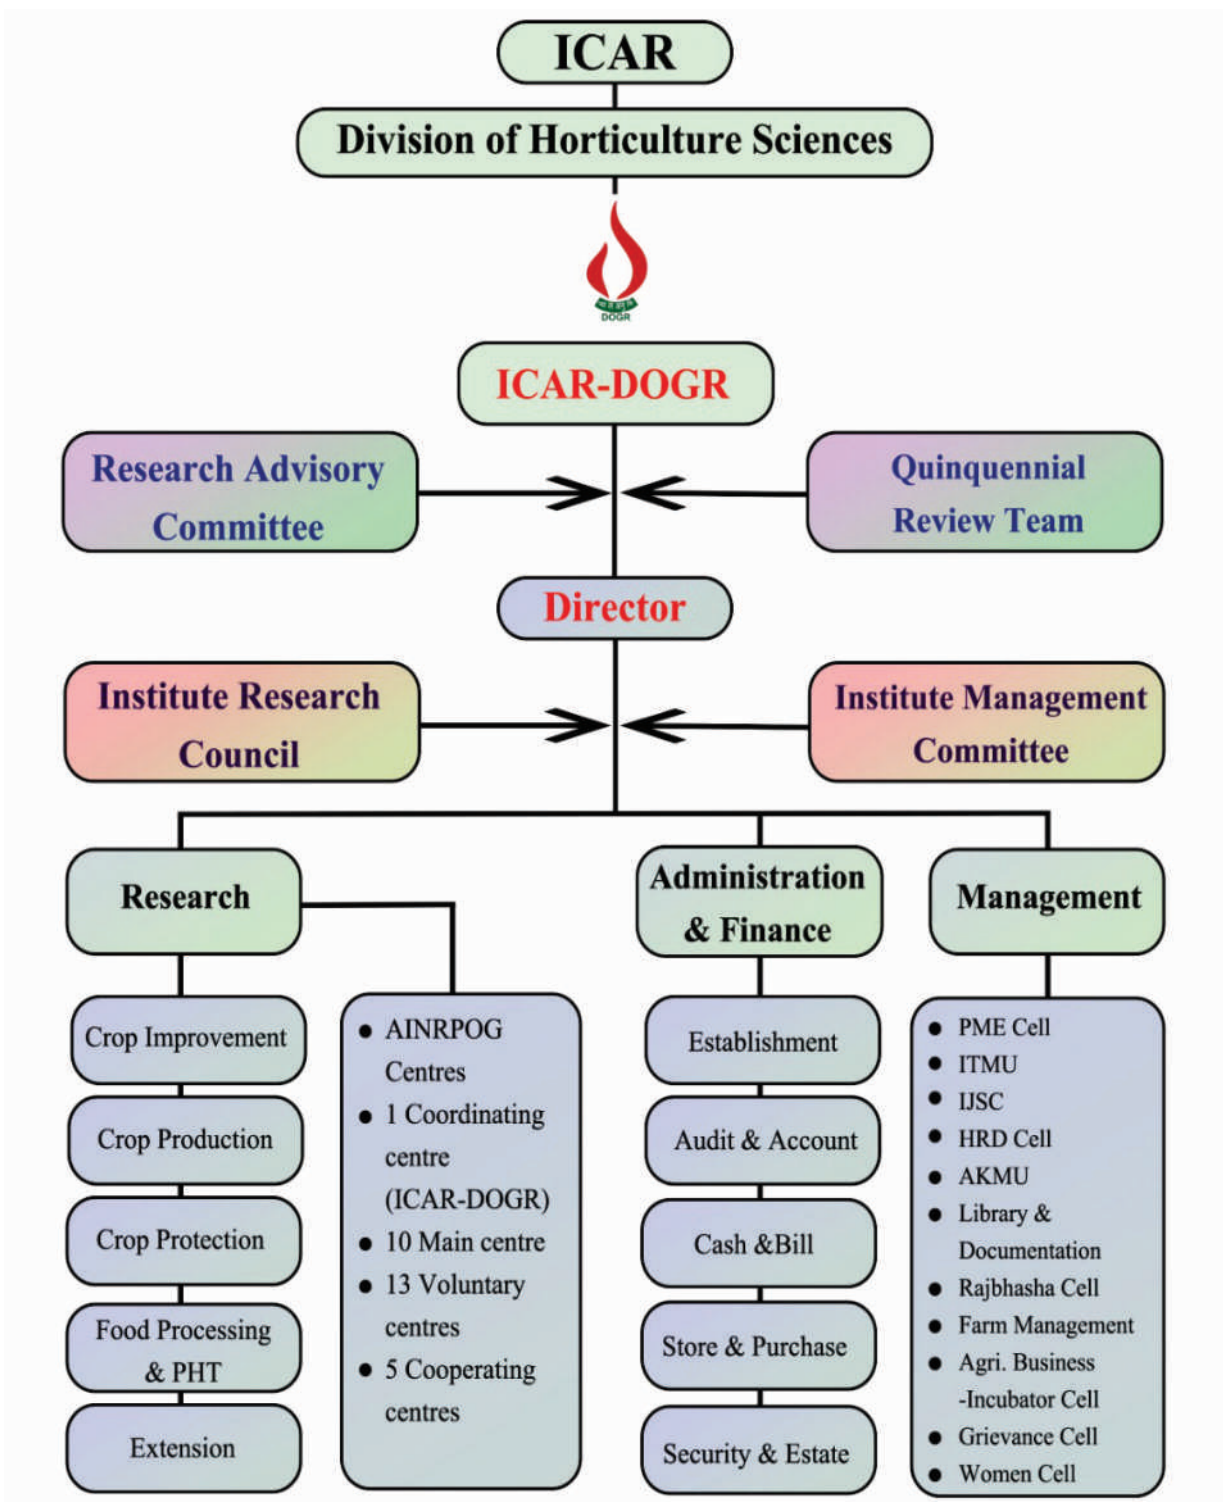 ICAR
Division of Horticulture Sciences
DOGR
ICAR-DOGR
Research Advisory
Committee
Quinquennial
Review Team
Director
Institute Research
Council
Institute Management
Committee
Research
Crop Improvement
Crop Production
Crop Protection
Food Processing
& PHT
Extension
● AINRPOG
Centres
● 1 Coordinating
centre
(ICAR-DOGR)
● 10 Main centre
● 13 Voluntary
centres
● 5 Cooperating
centres
Administration
& Finance
Establishment
Audit & Account
Cash &Bill
Store & Purchase
Security & Estate
Management
● PME Cell
● ITMU
● IJSC
● HRD Cell
● AKMU
● Library &
Documentation
● Rajbhasha Cell
● Farm Management
● Agri. Business
-Incubator Cell
● Grievance Cell
● Women Cell